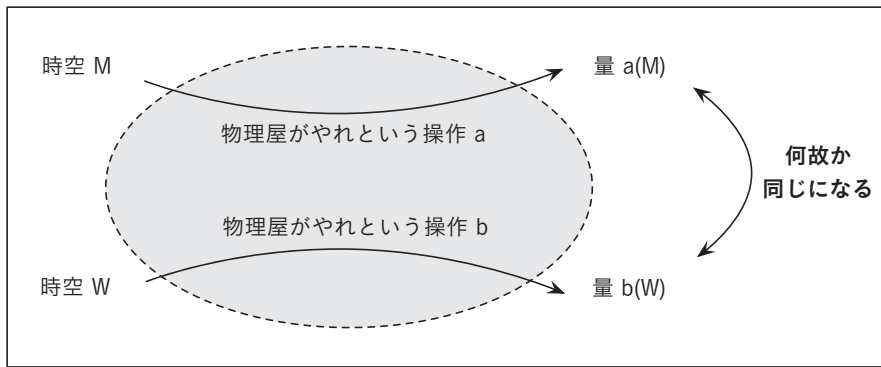 時空 M
量 a(M)
物理屋がやれという操作 a
何故か
同じになる
物理屋がやれという操作 b
時空 W
量 b(W)